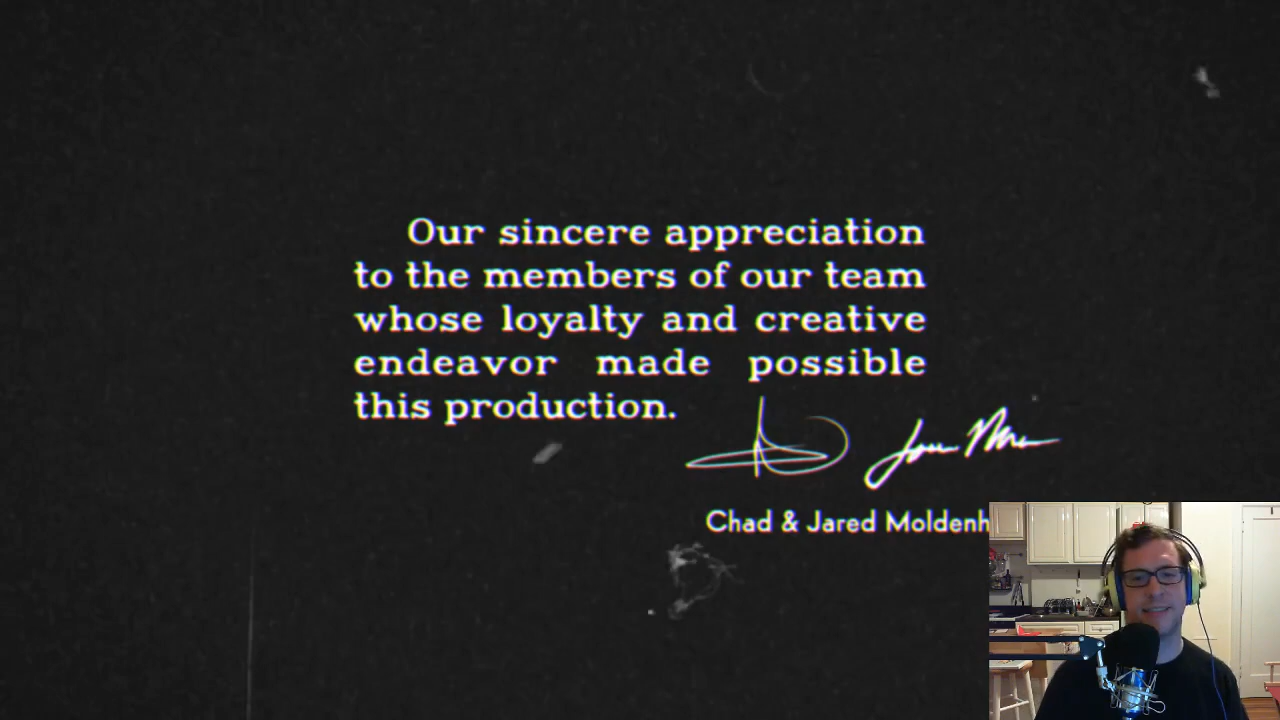 Our sincere appreciation
to the members of our team
whose loyalty and creative
endeavor made possible
this production.
Chad & Jared Moldenh